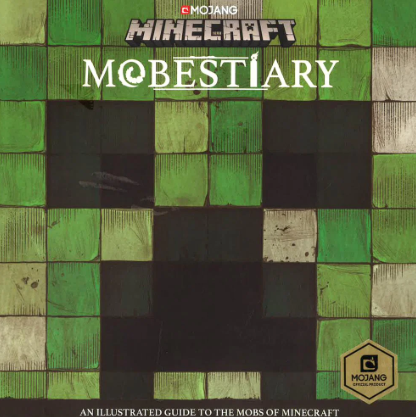 MOJANG
MINECRAFT
MOBESTIARY
MOJANG
OFFICIAL PRODUCT
AN ILLUSTRATED GUIDE TO THE MOBS OF MINECRAFT